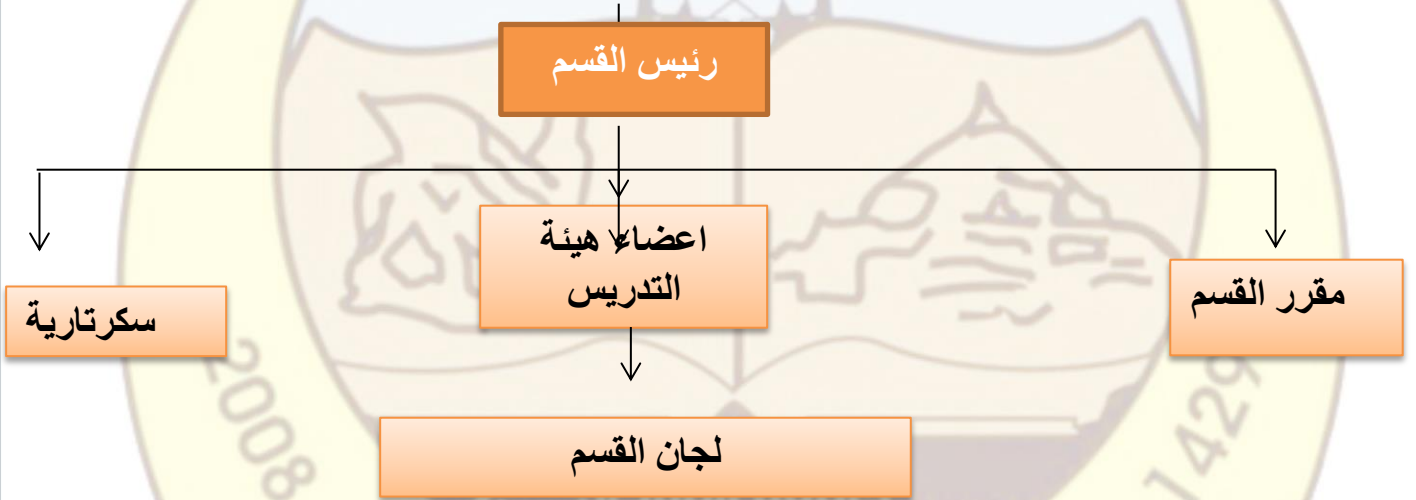 رئيس القسم
اعضاء هيئة
التدريس
مقرر القسم
سكرتارية
لجان القسم
2008
1429